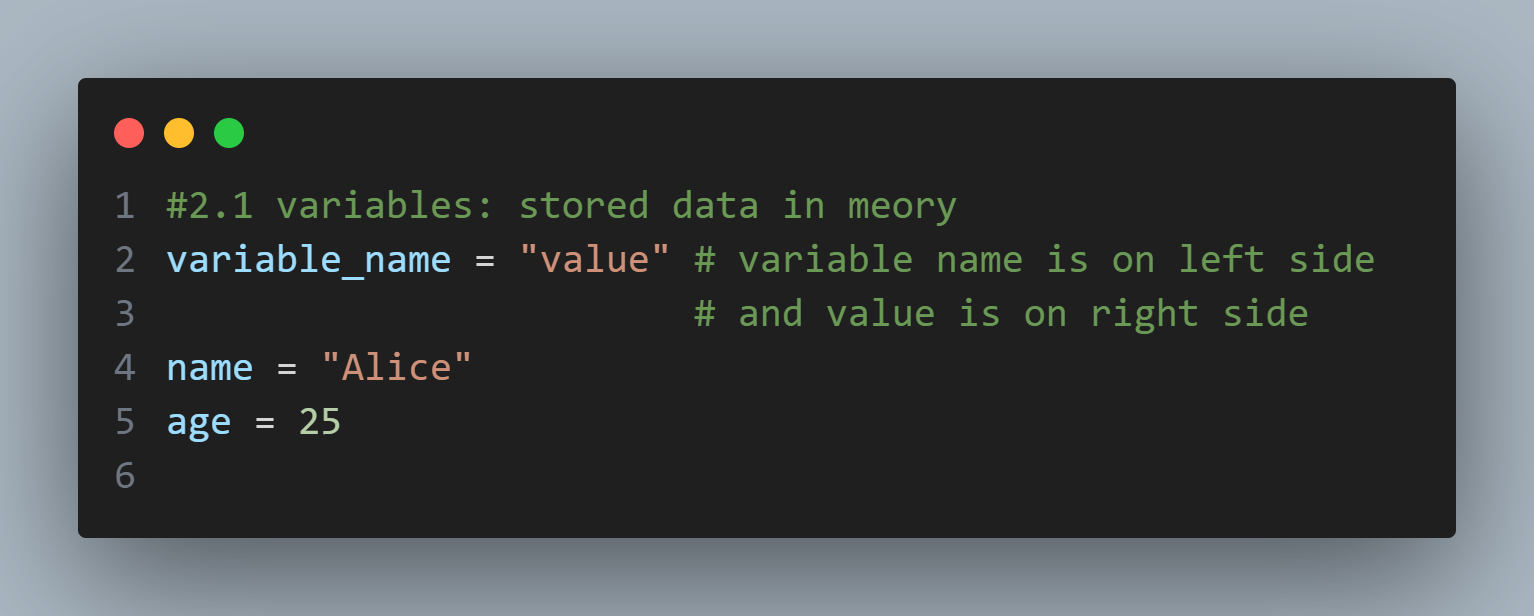 1 #2.1 variables: stored data in meory
2 variable_name = "value" # variable name is on left side
3                         # and value is on right side
4 name = "Alice"
5 age = 25
6